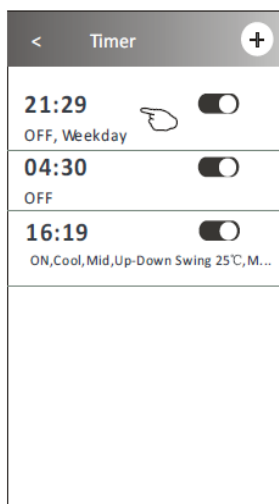 < Timer +
21:29
OFF, Weekday
04:30
OFF
16:19
ON,Cool,Mid,Up-Down Swing 25℃,M...